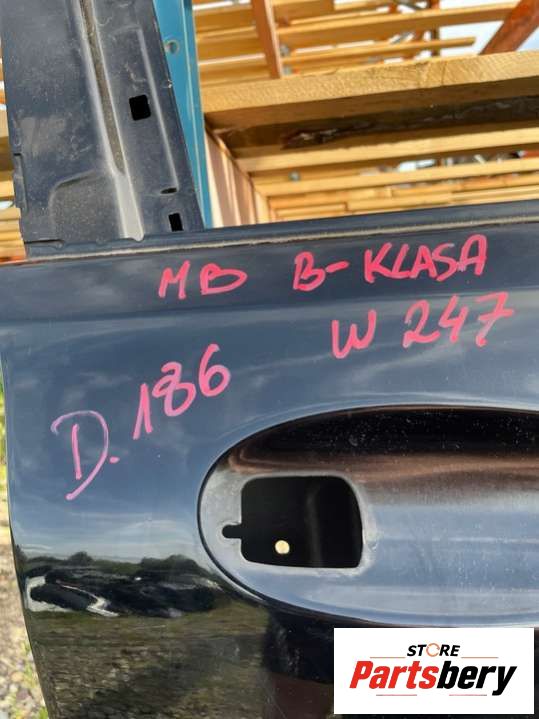 MB B-KLASA
W 247
D.186
STORE
Partsbery